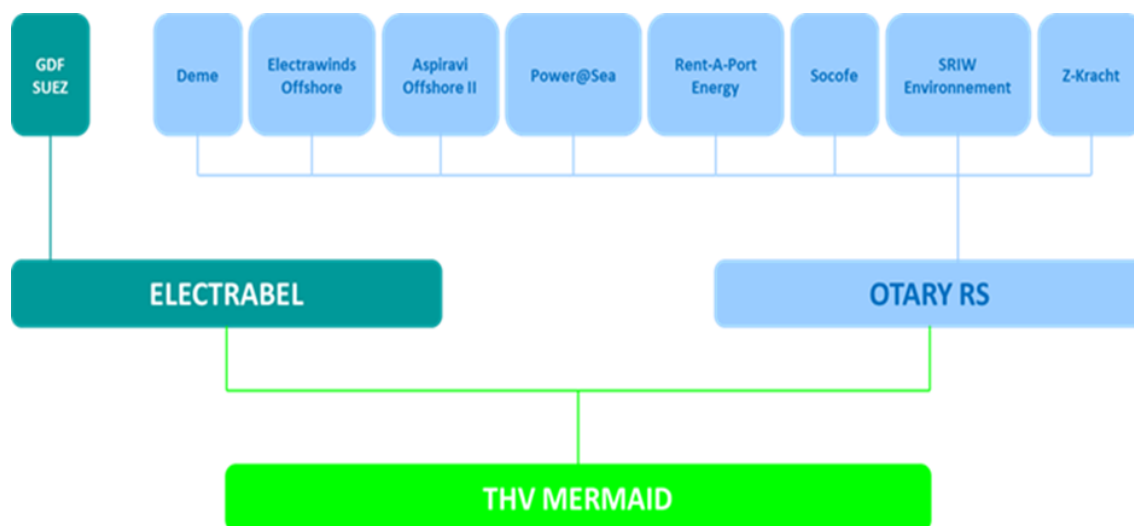 GDF
SUEZ
Deme
Electrawinds
Offshore
Aspiravi
Offshore II
Power@Sea
Rent-A-Port
Energy
Socofe
SRIW
Environnement
Z-Kracht
ELECTRABEL
OTARY RS
THV MERMAID